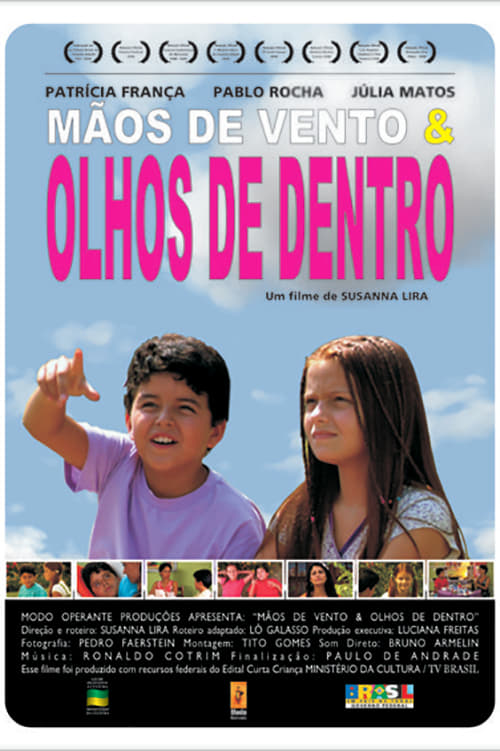 PATRÍCIA FRANÇA PABLO ROCHA JÚLIA MATOS
MÃOS DE VENTO &
OLHOS DE DENTRO
Um filme de SUSANNA LIRA
MODO OPERANTE PRODUÇÕES APRESENTA: "MÃOS DE VENTO & OLHOS DE DENTRO"
Direção e roteiro: SUSANNA LIRA Roteiro adaptado: LÔ GALASSO Produção executiva: LUCIANA FREITAS
Fotografia: PEDRO FAERSTEIN Montagem: TITO GOMES Som Direto: BRUNO ARMELIN
Música: RONALDO COTRIM Finalização: PAULO DE ANDRADE
Esse filme foi produzido com recursos federais do Edital Curta Criança MINISTÉRIO DA CULTURA / TV BRASIL
BRASIL
GOVERNO FEDERAL